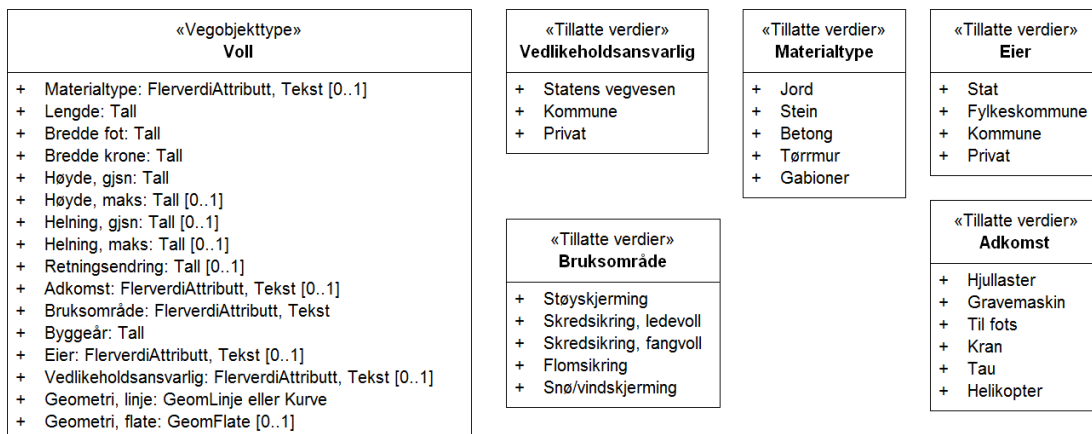 «Vegobjekttype»
Voll
+ Materialtype: FlerverdiAttributt, Tekst [0..1]
+ Lengde: Tall
+ Bredde fot: Tall
+ Bredde krone: Tall
+ Høyde, gjsn: Tall
+ Høyde, maks: Tall [0..1]
+ Helning, gjsn: Tall [0..1]
+ Helning, maks: Tall [0..1]
+ Retningsendring: Tall [0..1]
+ Adkomst: FlerverdiAttributt, Tekst [0..1]
+ Bruksområde: FlerverdiAttributt, Tekst
+ Byggeår: Tall
+ Eier: FlerverdiAttributt, Tekst [0..1]
+ Vedlikeholdsansvarlig: FlerverdiAttributt, Tekst [0..1]
+ Geometri, linje: GeomLinje eller Kurve
+ Geometri, flate: GeomFlate [0..1]
«Tillatte verdier»
Vedlikeholdsansvarlig
+ Statens vegvesen
+ Kommune
+ Privat
«Tillatte verdier»
Materialtype
+ Jord
+ Stein
+ Betong
+ Tørrmur
+ Gabioner
«Tillatte verdier»
Eier
+ Stat
+ Fylkeskommune
+ Kommune
+ Privat
«Tillatte verdier»
Bruksområde
+ Støyskjerming
+ Skredsikring, ledevoll
+ Skredsikring, fangvoll
+ Flomsikring
+ Snø/vindskjerming
«Tillatte verdier»
Adkomst
+ Hjullaster
+ Gravemaskin
+ Til fots
+ Kran
+ Tau
+ Helikopter